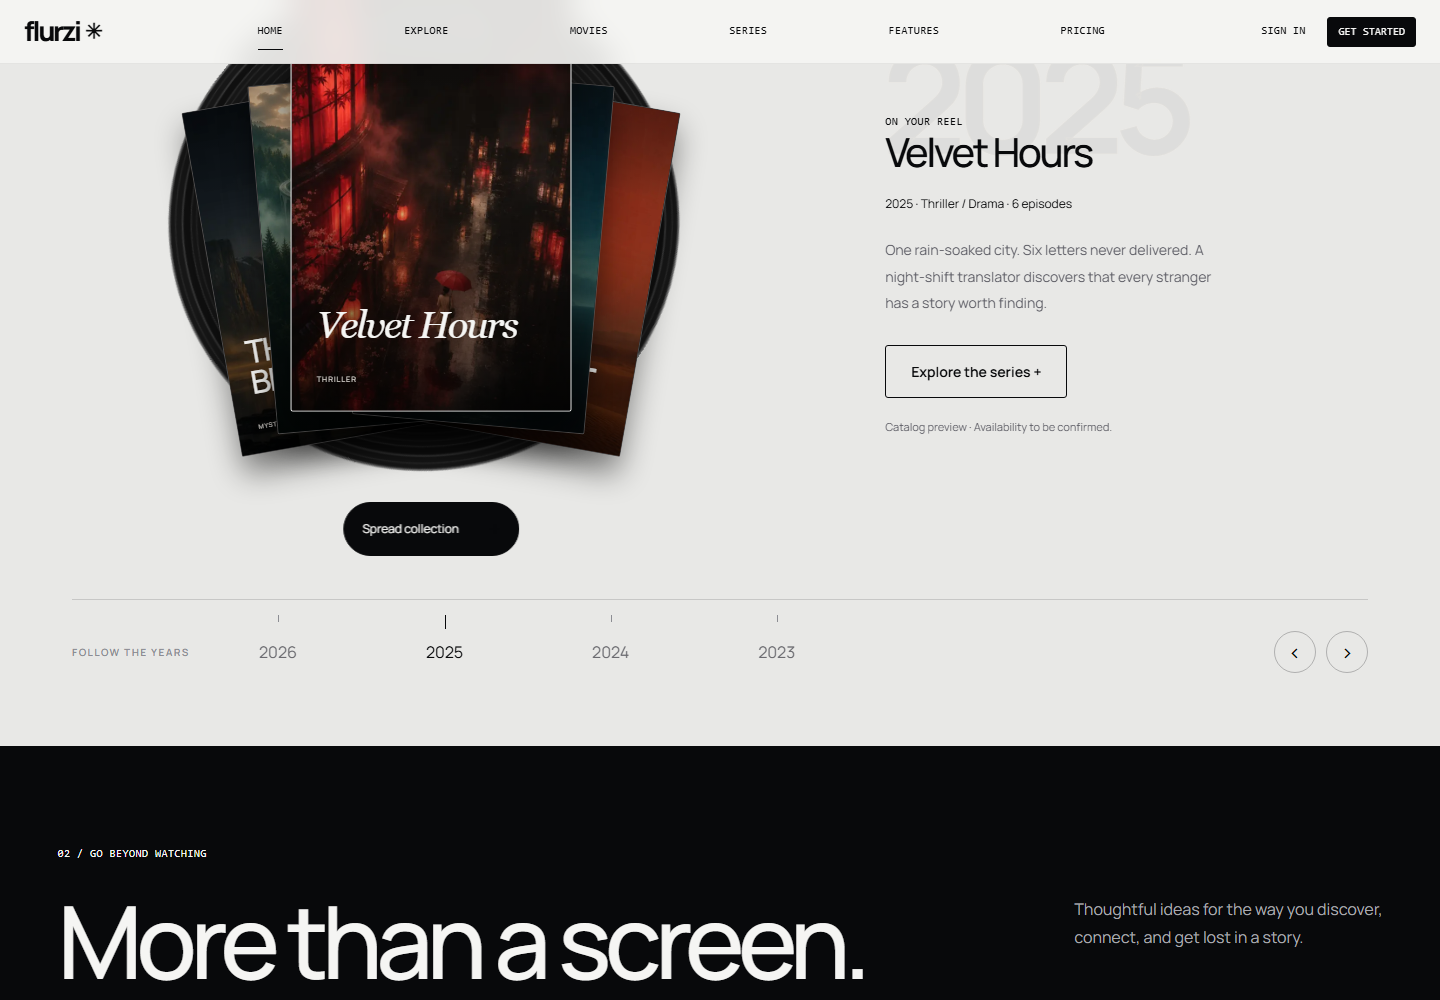 flurzi
HOME
EXPLORE
MOVIES
SERIES
FEATURES
PRICING
SIGN IN
GET STARTED
2025
ON YOUR REEL
Velvet Hours
2025 · Thriller / Drama · 6 episodes
One rain-soaked city. Six letters never delivered. A
night-shift translator discovers that every stranger
has a story worth finding.
Explore the series +
Catalog preview · Availability to be confirmed.
Velvet Hours
THRILLER
Spread collection
FOLLOW THE YEARS
2026
2025
2024
2023
02 / GO BEYOND WATCHING
More than a screen.
Thoughtful ideas for the way you discover,
connect, and get lost in a story.